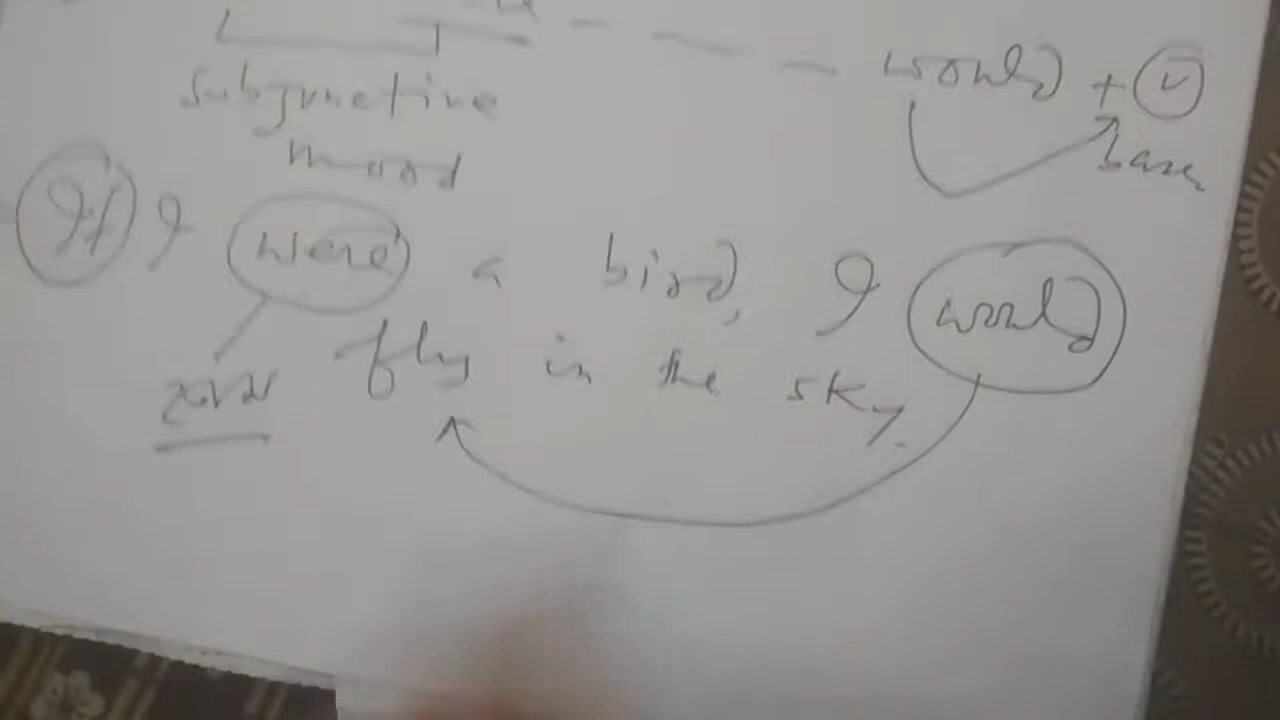 would + v
Subjunctive
mood
base
If I were a bird, I would
fly in the sky.